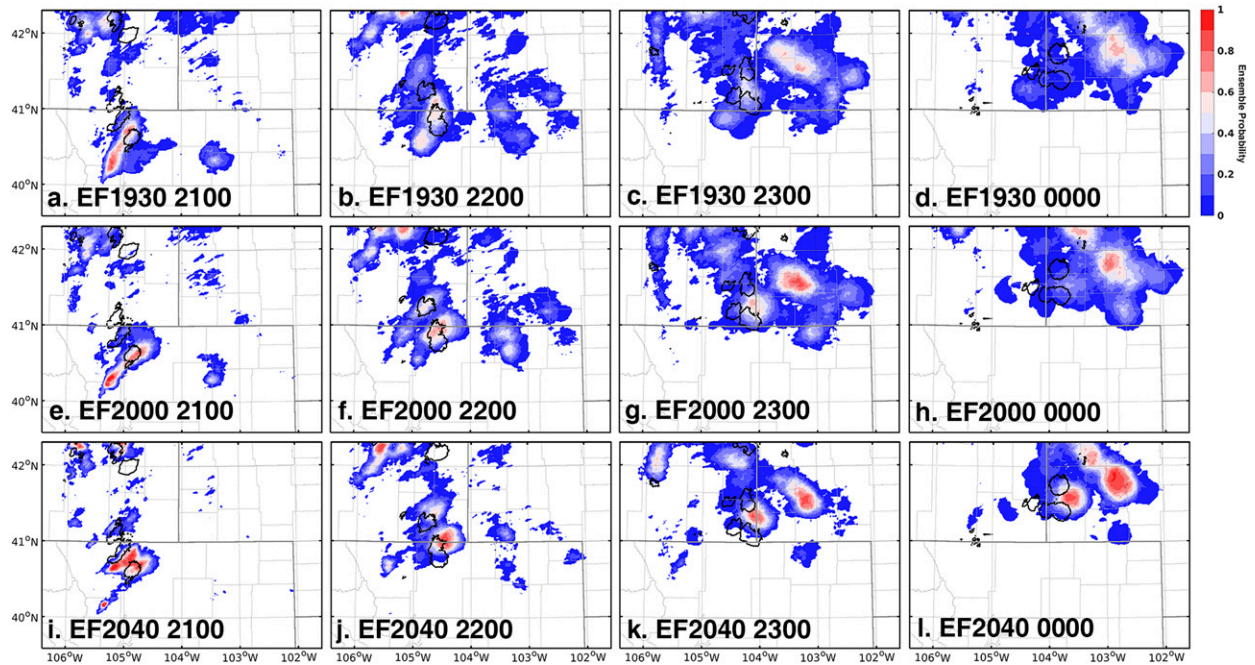 42°N
41°N
40°N
a. EF1930 2100
b. EF1930 2200
c. EF1930 2300
d. EF1930 0000
1
0.8
0.6
0.4
0.2
0
Ensemble Probability
42°N
41°N
40°N
e. EF2000 2100
f. EF2000 2200
g. EF2000 2300
h. EF2000 0000
42°N
41°N
40°N
i. EF2040 2100
j. EF2040 2200
k. EF2040 2300
l. EF2040 0000
106°W 105°W 104°W 103°W 102°W
106°W 105°W 104°W 103°W 102°W
106°W 105°W 104°W 103°W 102°W
106°W 105°W 104°W 103°W 102°W